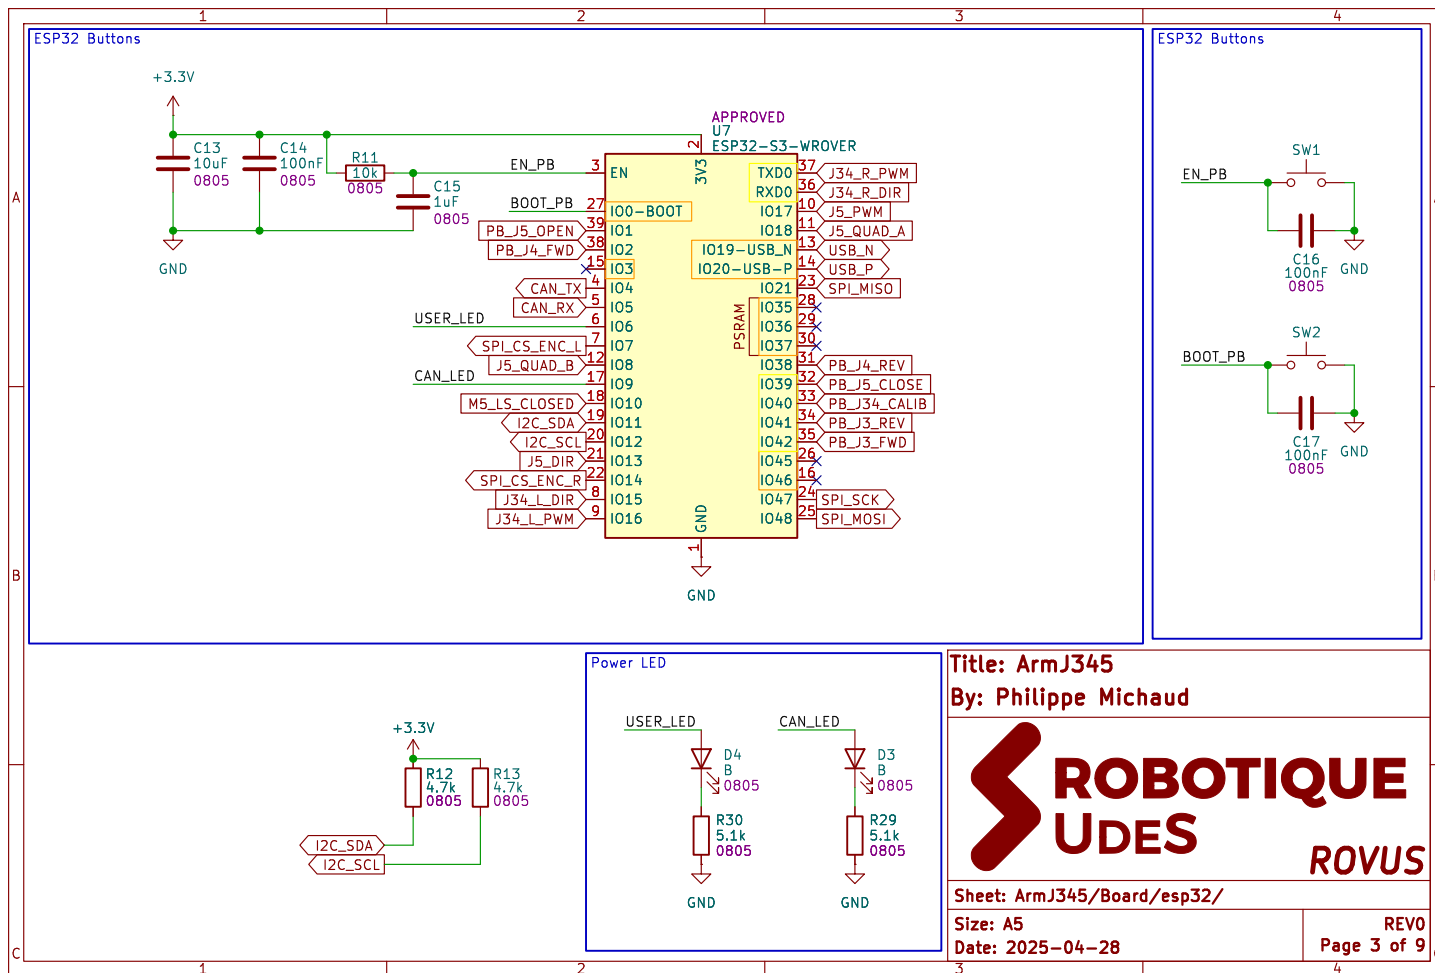 1 2 3 4
ESP32 Buttons
+3.3V
C13
10uF
0805
C14
100nF
0805
R11
10k
0805
C15
1uF
0805
GND
EN_PB
BOOT_PB
USER_LED
CAN_LED
APPROVED
U7
ESP32-S3-WROVER
2
3V3
3 EN
27 IO0-BOOT
PB_J5_OPEN 39 IO1
PB_J4_FWD 38 IO2
15 IO3
CAN_TX 4 IO4
CAN_RX 5 IO5
6 IO6
SPI_CS_ENC_L 7 IO7
J5_QUAD_B 12 IO8
17 IO9
M5_LS_CLOSED 18 IO10
I2C_SDA 19 IO11
I2C_SCL 20 IO12
J5_DIR 21 IO13
SPI_CS_ENC_R 22 IO14
J34_L_DIR 8 IO15
J34_L_PWM 9 IO16
TXD0 37 J34_R_PWM
RXD0 36 J34_R_DIR
IO17 10 J5_PWM
IO18 11 J5_QUAD_A
IO19-USB_N 13 USB_N
IO20-USB-P 14 USB_P
IO21 23 SPI_MISO
PSRAM
IO35 28
IO36 29
IO37 30
IO38 31 PB_J4_REV
IO39 32 PB_J5_CLOSE
IO40 33 PB_J34_CALIB
IO41 34 PB_J3_REV
IO42 35 PB_J3_FWD
IO45 26
IO46 16
IO47 24 SPI_SCK
IO48 25 SPI_MOSI
GND
1
GND
ESP32 Buttons
SW1
EN_PB
C16
100nF
0805
GND
SW2
BOOT_PB
C17
100nF
0805
GND
A
B
C
+3.3V
R12
4.7k
0805
R13
4.7k
0805
I2C_SDA
I2C_SCL
Power LED
USER_LED
D4
B
0805
R30
5.1k
0805
GND
CAN_LED
D3
B
0805
R29
5.1k
0805
GND
Title: ArmJ345
By: Philippe Michaud
ROBOTIQUE
UDES
ROVUS
Sheet: ArmJ345/Board/esp32/
Size: A5
REV0
Date: 2025-04-28
Page 3 of 9
1 2 3 4